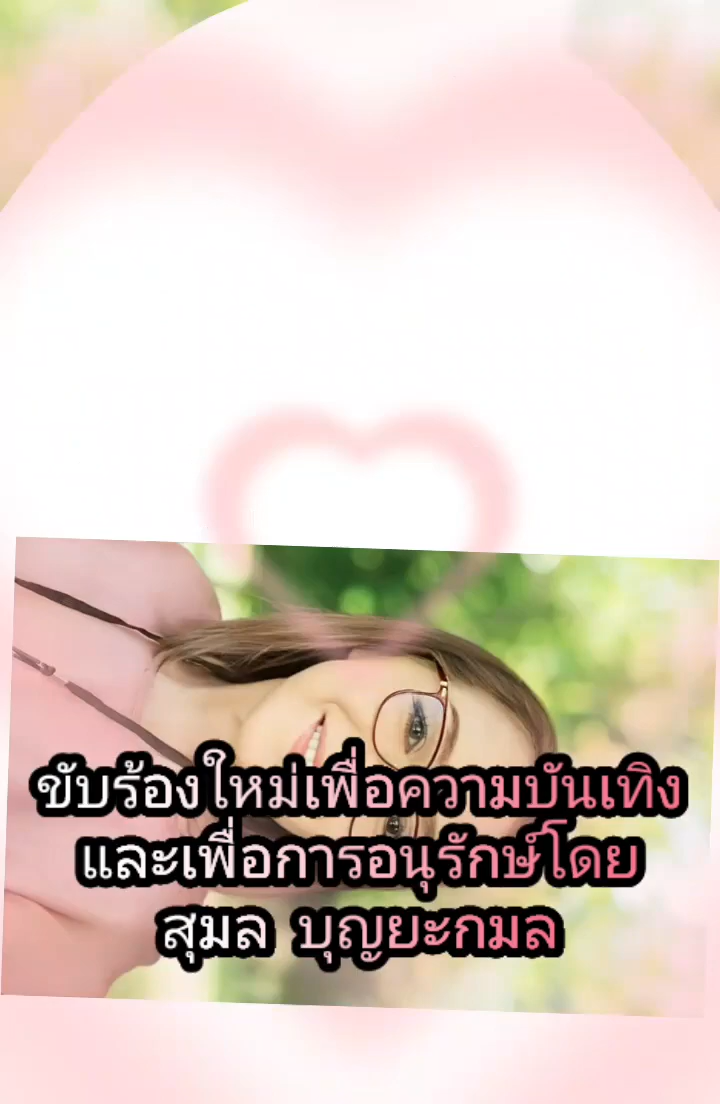 ขับร้องใหม่เพื่อความบันเทิง
และเพื่อการอนุรักษ์โดย
สุมล บุญยะกมล